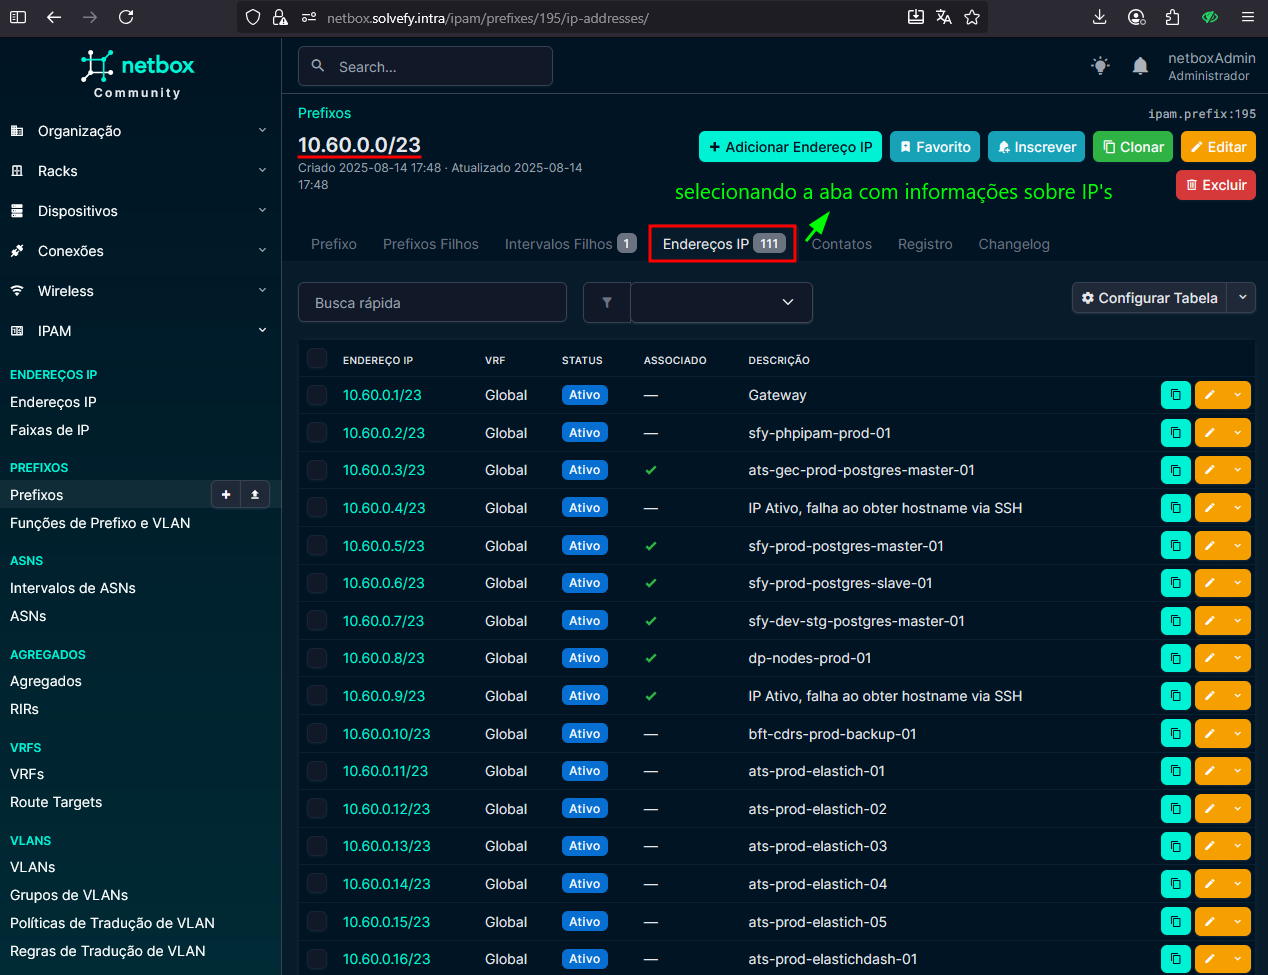 netbox.solvefy.intra/ipam/prefixes/195/ip-addresses/
netbox
Community
Search...
netboxAdmin
Administrador
Organização
Racks
Dispositivos
Conexões
Wireless
IPAM
ENDEREÇOS IP
Endereços IP
Faixas de IP
PREFIXOS
Prefixos
Funções de Prefixo e VLAN
ASNS
Intervalos de ASNs
ASNs
AGREGADOS
Agregados
RIRs
VRFS
VRFs
Route Targets
VLANS
VLANs
Grupos de VLANs
Políticas de Tradução de VLAN
Regras de Tradução de VLAN
Prefixos
ipam.prefix:195
10.60.0.0/23
Criado 2025-08-14 17:48 · Atualizado 2025-08-14
17:48
Adicionar Endereço IP
Favorito
Inscrever
Clonar
Editar
Excluir
selecionando a aba com informações sobre IP's
Prefixo Prefixos Filhos Intervalos Filhos 1 Endereços IP 111 Contatos Registro Changelog
Busca rápida
Configurar Tabela
ENDEREÇO IP VRF STATUS ASSOCIADO DESCRIÇÃO
10.60.0.1/23 Global Ativo — Gateway
10.60.0.2/23 Global Ativo — sfy-phpipam-prod-01
10.60.0.3/23 Global Ativo ✔ ats-gec-prod-postgres-master-01
10.60.0.4/23 Global Ativo — IP Ativo, falha ao obter hostname via SSH
10.60.0.5/23 Global Ativo ✔ sfy-prod-postgres-master-01
10.60.0.6/23 Global Ativo ✔ sfy-prod-postgres-slave-01
10.60.0.7/23 Global Ativo ✔ sfy-dev-stg-postgres-master-01
10.60.0.8/23 Global Ativo ✔ dp-nodes-prod-01
10.60.0.9/23 Global Ativo ✔ IP Ativo, falha ao obter hostname via SSH
10.60.0.10/23 Global Ativo — bft-cdrs-prod-backup-01
10.60.0.11/23 Global Ativo — ats-prod-elastich-01
10.60.0.12/23 Global Ativo — ats-prod-elastich-02
10.60.0.13/23 Global Ativo — ats-prod-elastich-03
10.60.0.14/23 Global Ativo — ats-prod-elastich-04
10.60.0.15/23 Global Ativo — ats-prod-elastich-05
10.60.0.16/23 Global Ativo — ats-prod-elastichdash-01